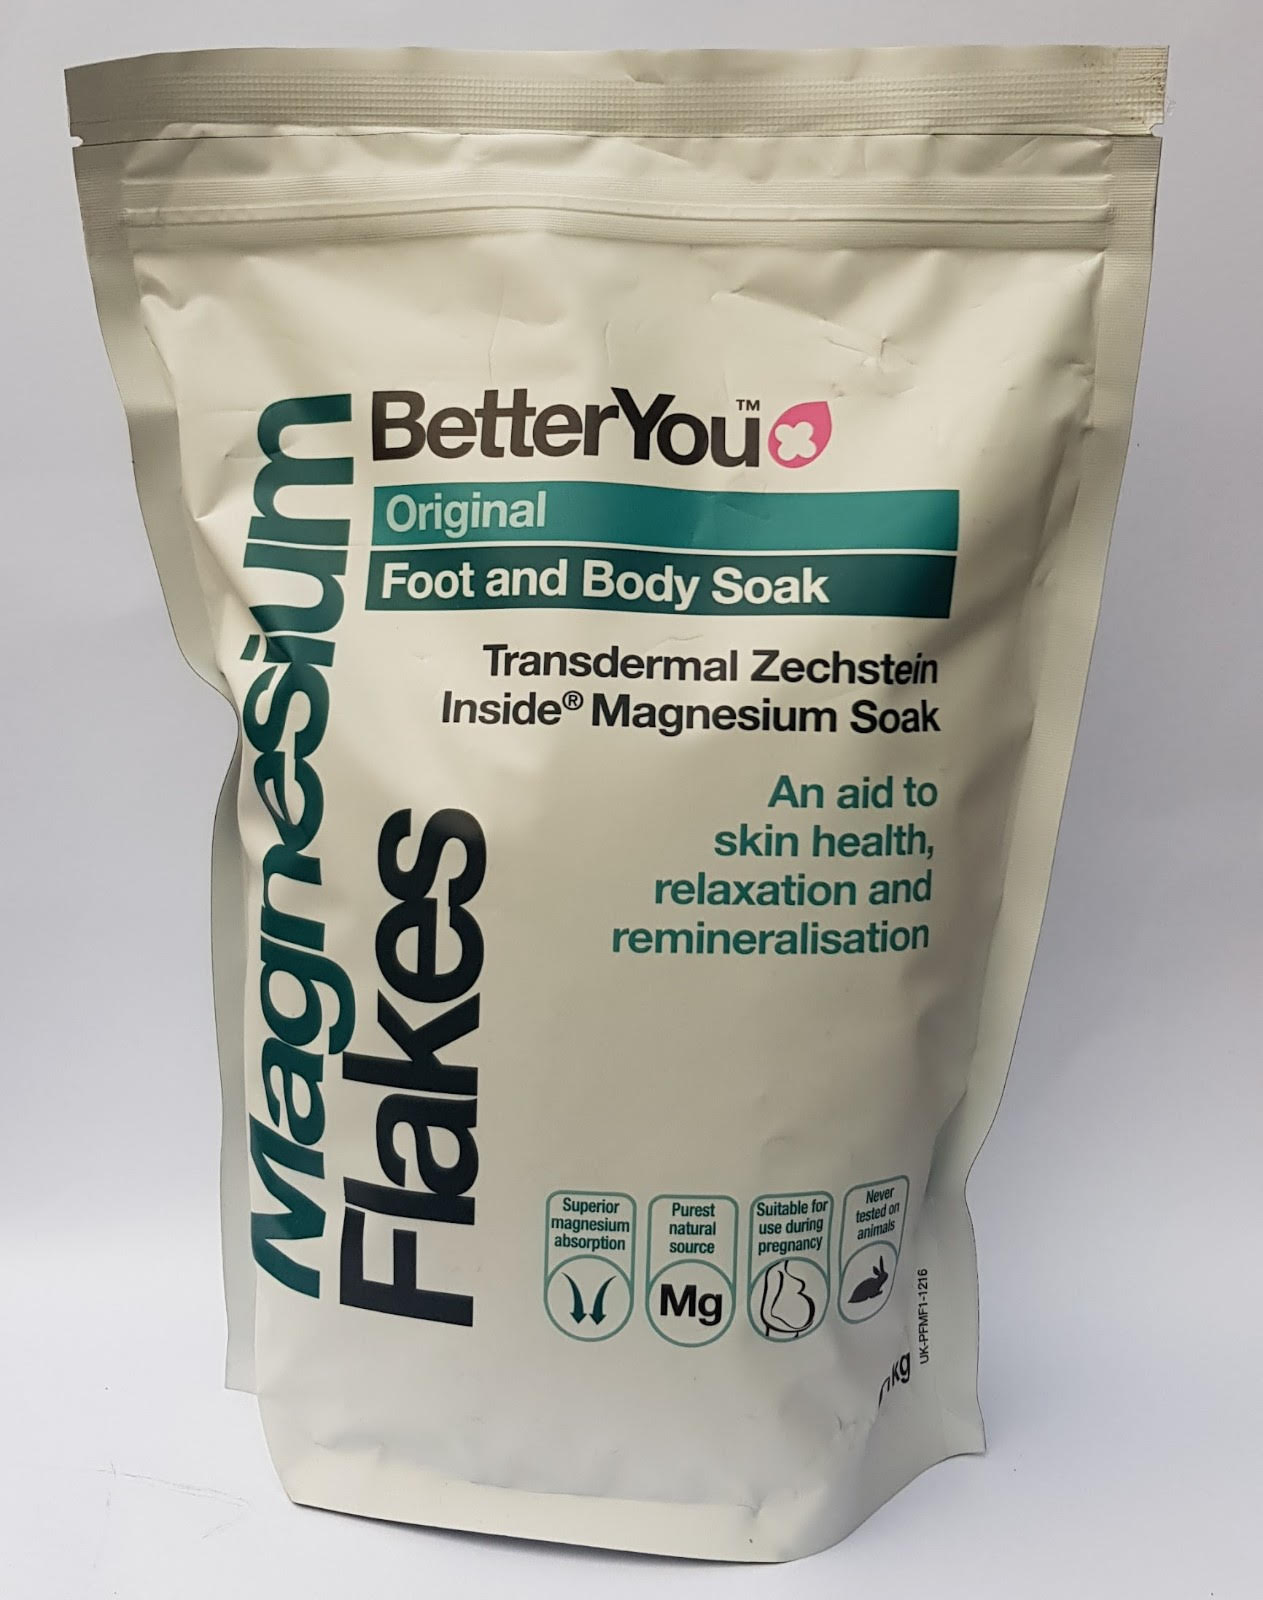 BetterYou™
Original
Foot and Body Soak
Transdermal Zechstein
Inside® Magnesium Soak
An aid to
skin health,
relaxation and
remineralisation
Magnesium
Flakes
Superior
magnesium
absorption
Purest
natural
source
Mg
Suitable for
use during
pregnancy
Never
tested on
animals
UK-PFMF1-1216
kg